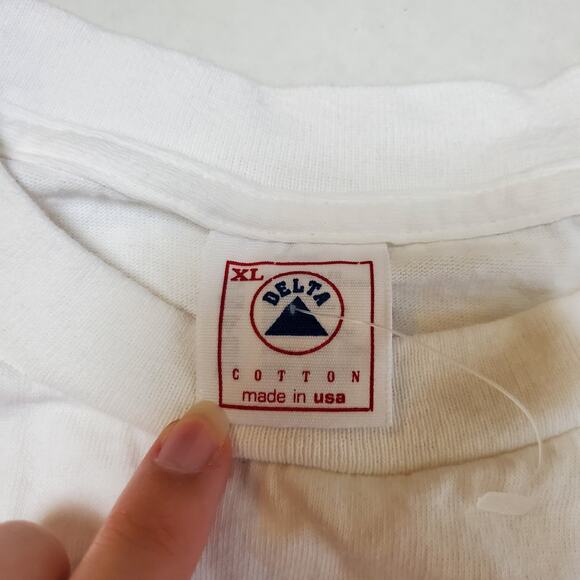 XL
DELTA
COTTON
made in usa